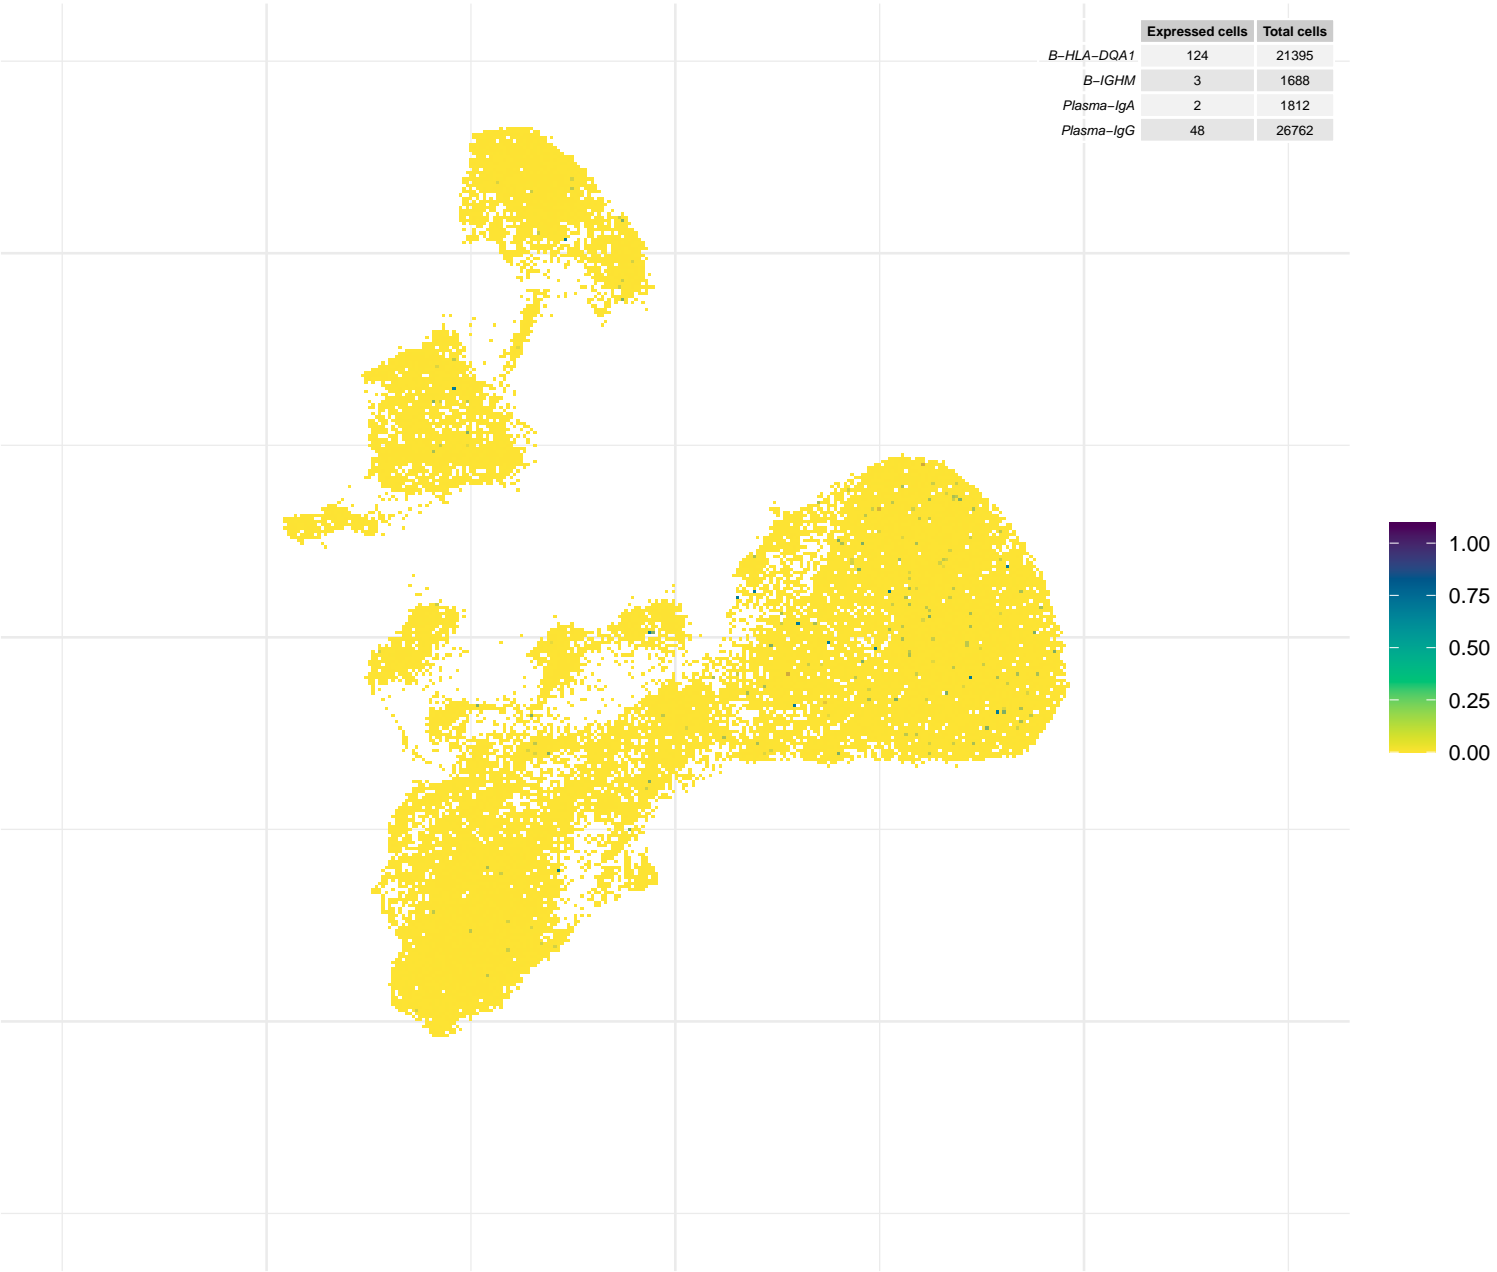 Expressed cells Total cells
B–HLA–DQA1 124 21395
B–IGHM 3 1688
Plasma–IgA 2 1812
Plasma–IgG 48 26762
1.00
0.75
0.50
0.25
0.00